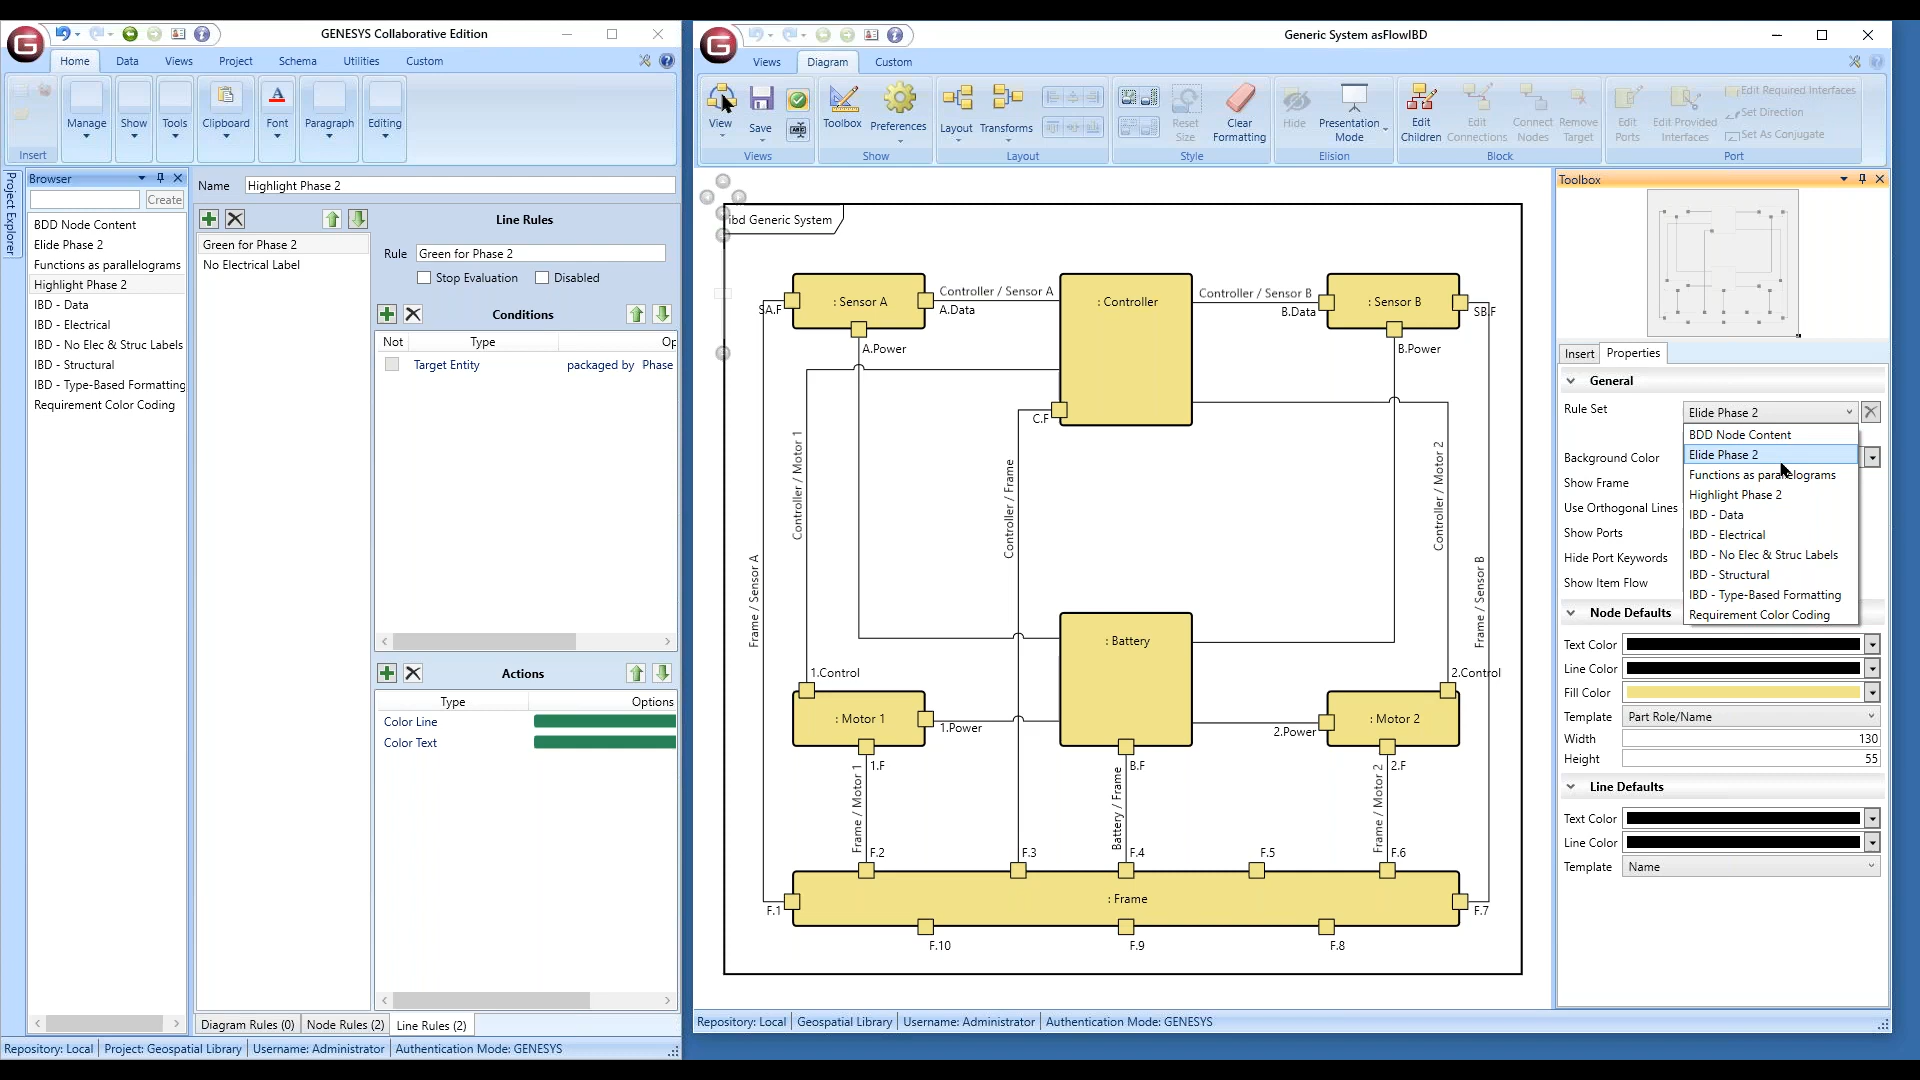 GENESYS Collaborative Edition
Home Data Views Project Schema Utilities Custom
Manage Show Tools Clipboard Font Paragraph Editing
Insert
Project Explorer
Browser
Create
BDD Node Content
Elide Phase 2
Functions as parallelograms
Highlight Phase 2
IBD - Data
IBD - Electrical
IBD - No Elec & Struc Labels
IBD - Structural
IBD - Type-Based Formatting
Requirement Color Coding
Name Highlight Phase 2
Green for Phase 2
No Electrical Label
Line Rules
Rule Green for Phase 2
Stop Evaluation Disabled
Conditions
Not Type Op
Target Entity packaged by Phase
Actions
Type Options
Color Line
Color Text
Diagram Rules (0) Node Rules (2) Line Rules (2)
Repository: Local Project: Geospatial Library Username: Administrator Authentication Mode: GENESYS
Generic System asFlowIBD
Views Diagram Custom
View Save
Views
Toolbox Preferences
Show
Layout Transforms
Layout
Reset Size
Clear Formatting
Style
Hide
Presentation Mode
Elision
Edit Children
Edit Connections
Connect Nodes
Remove Target
Block
Edit Ports
Edit Provided Interfaces
Edit Required Interfaces
Set Direction
Set As Conjugate
Port
ibd Generic System
: Sensor A
Controller / Sensor A
: Controller
Controller / Sensor B
: Sensor B
SA.F
A.Data
B.Data
SB.F
A.Power
B.Power
C.F
Controller / Motor 1
Controller / Frame
Controller / Motor 2
Frame / Sensor A
Frame / Sensor B
: Battery
1.Control
2.Control
: Motor 1
: Motor 2
1.Power
2.Power
1.F
B.F
2.F
Frame / Motor 1
Battery / Frame
Frame / Motor 2
F.2
F.3
F.4
F.5
F.6
: Frame
F.1
F.7
F.10
F.9
F.8
Repository: Local Geospatial Library Username: Administrator Authentication Mode: GENESYS
Toolbox
Insert Properties
General
Rule Set Elide Phase 2
BDD Node Content
Elide Phase 2
Functions as parallelograms
Highlight Phase 2
IBD - Data
IBD - Electrical
IBD - No Elec & Struc Labels
IBD - Structural
IBD - Type-Based Formatting
Requirement Color Coding
Background Color
Show Frame
Use Orthogonal Lines
Show Ports
Hide Port Keywords
Show Item Flow
Node Defaults
Text Color
Line Color
Fill Color
Template Part Role/Name
Width 130
Height 55
Line Defaults
Text Color
Line Color
Template Name